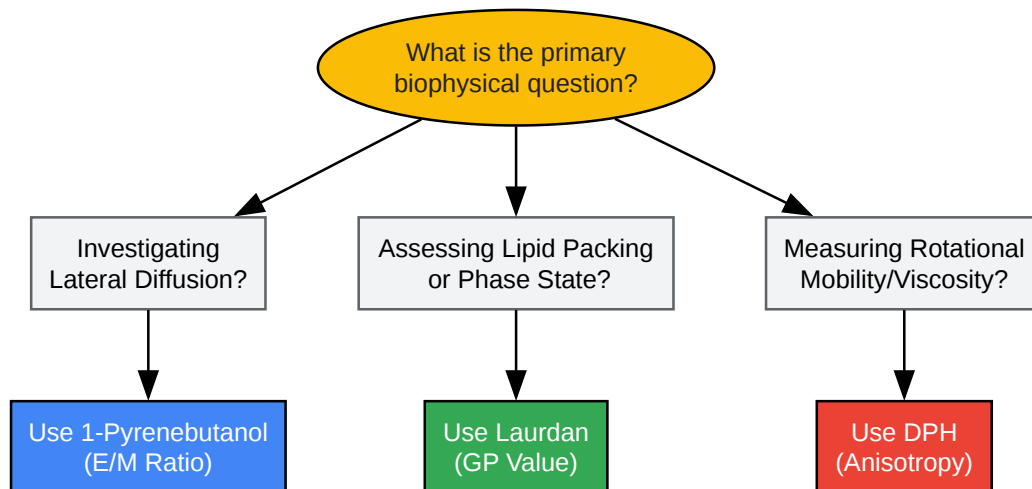 What is the primary
biophysical question?
Investigating
Lateral Diffusion?
Assessing Lipid Packing
or Phase State?
Measuring Rotational
Mobility/Viscosity?
Use 1-Pyrenebutanol
(E/M Ratio)
Use Laurdan
(GP Value)
Use DPH
(Anisotropy)